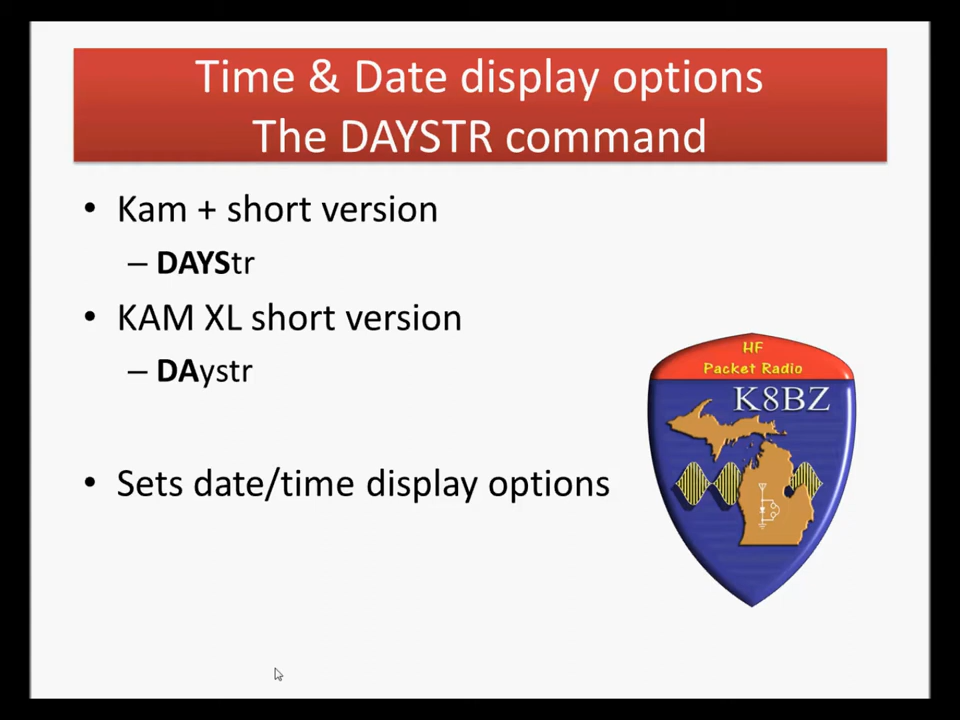 Time & Date display options
The DAYSTR command
• Kam + short version
– DAYStr
• KAM XL short version
– DAystr
• Sets date/time display options
HF
Packet Radio
K8BZ